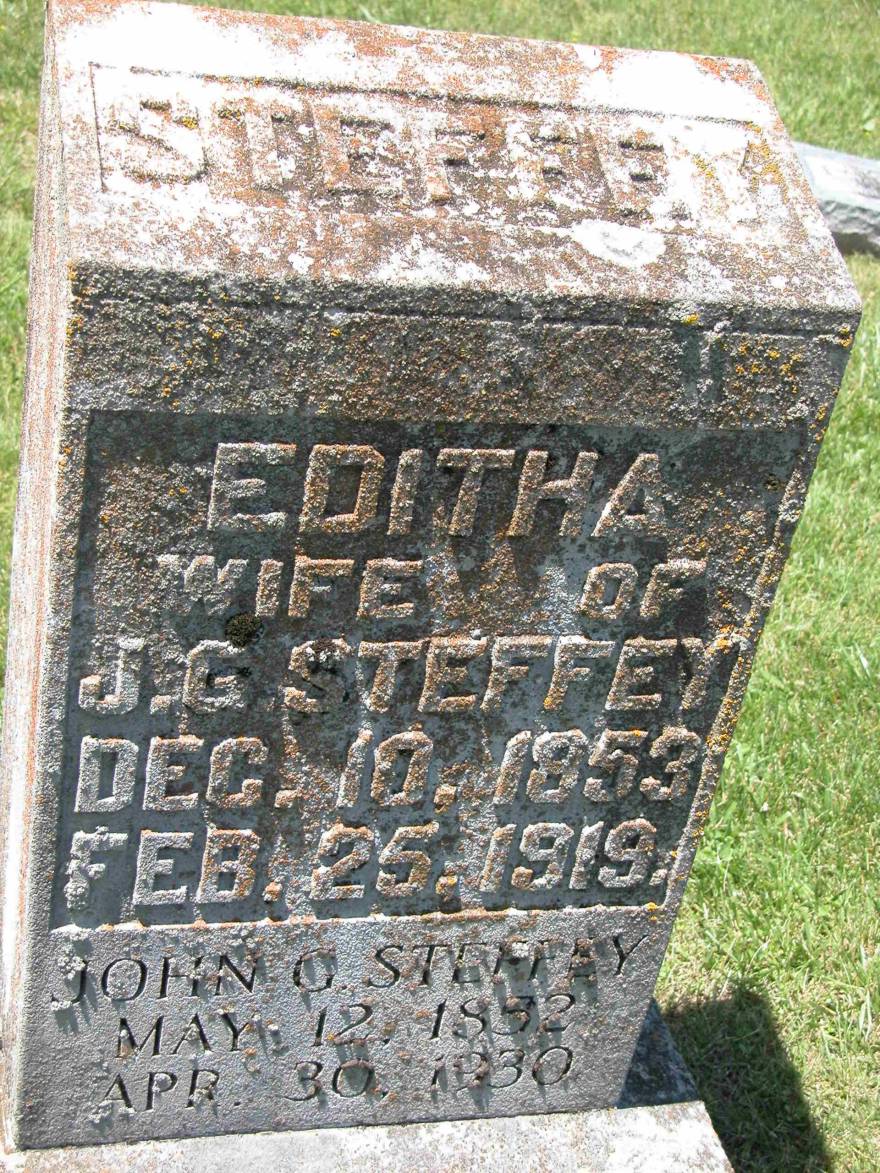 STEFFEY
EDITHA
WIFE OF
J.G. STEFFEY
DEC. 10. 1853
FEB. 25. 1919.
JOHN G. STEFFEY
MAY. 12, 1852
APR. 30, 1930